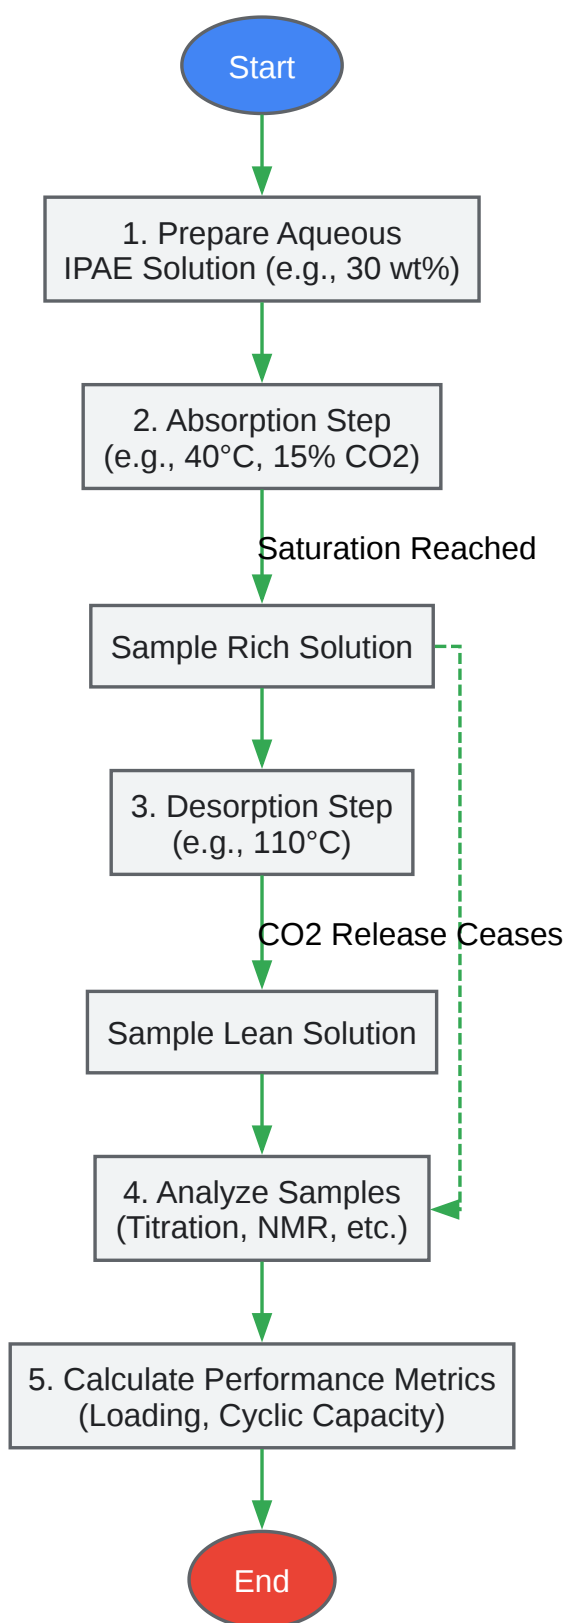 Start
1. Prepare Aqueous
IPAE Solution (e.g., 30 wt%)
2. Absorption Step
(e.g., 40°C, 15% CO2)
Saturation Reached
Sample Rich Solution
3. Desorption Step
(e.g., 110°C)
CO2 Release Ceases
Sample Lean Solution
4. Analyze Samples
(Titration, NMR, etc.)
5. Calculate Performance Metrics
(Loading, Cyclic Capacity)
End